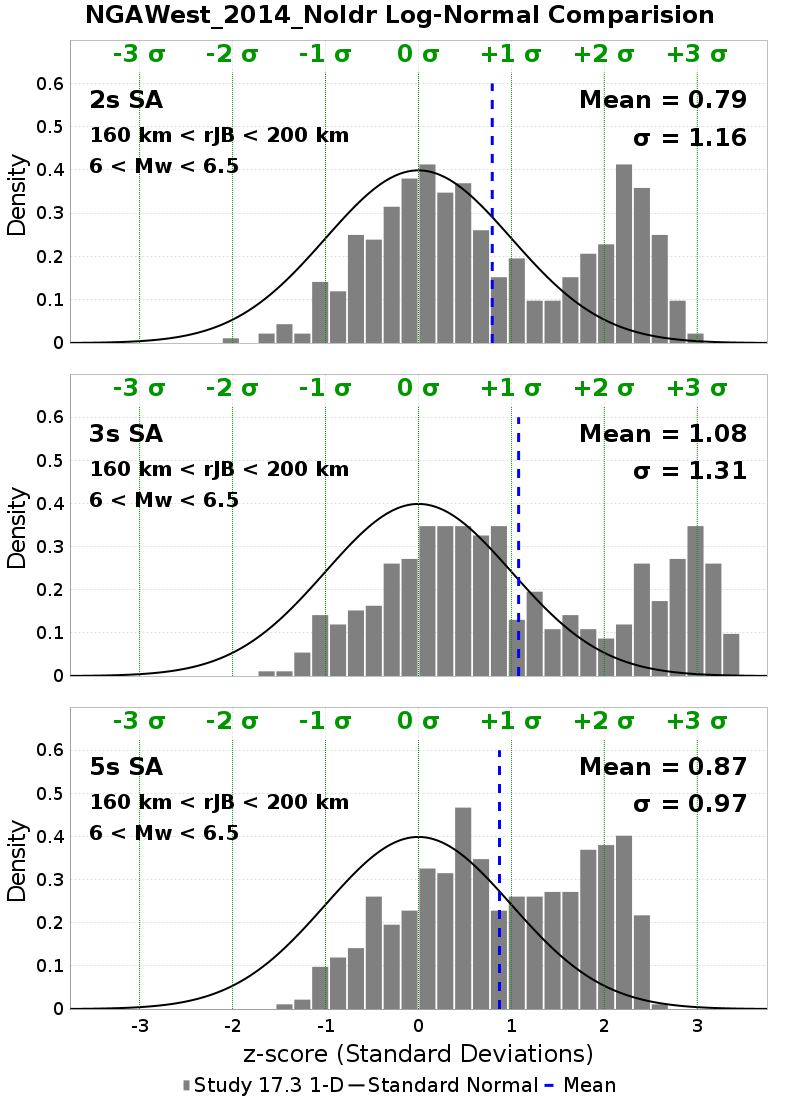 NGAWest_2014_NoIdr Log-Normal Comparision
-3 σ -2 σ -1 σ 0 σ +1 σ +2 σ +3 σ
0.6
2s SA
Mean = 0.79
0.5
160 km < rJB < 200 km
σ = 1.16
6 < Mw < 6.5
0.4
0.3
0.2
0.1
0
Density
-3 σ -2 σ -1 σ 0 σ +1 σ +2 σ +3 σ
0.6
3s SA
Mean = 1.08
0.5
160 km < rJB < 200 km
σ = 1.31
6 < Mw < 6.5
0.4
0.3
0.2
0.1
0
Density
-3 σ -2 σ -1 σ 0 σ +1 σ +2 σ +3 σ
0.6
5s SA
Mean = 0.87
0.5
160 km < rJB < 200 km
σ = 0.97
6 < Mw < 6.5
0.4
0.3
0.2
0.1
0
Density
-3 -2 -1 0 1 2 3
z-score (Standard Deviations)
Study 17.3 1-D Standard Normal Mean